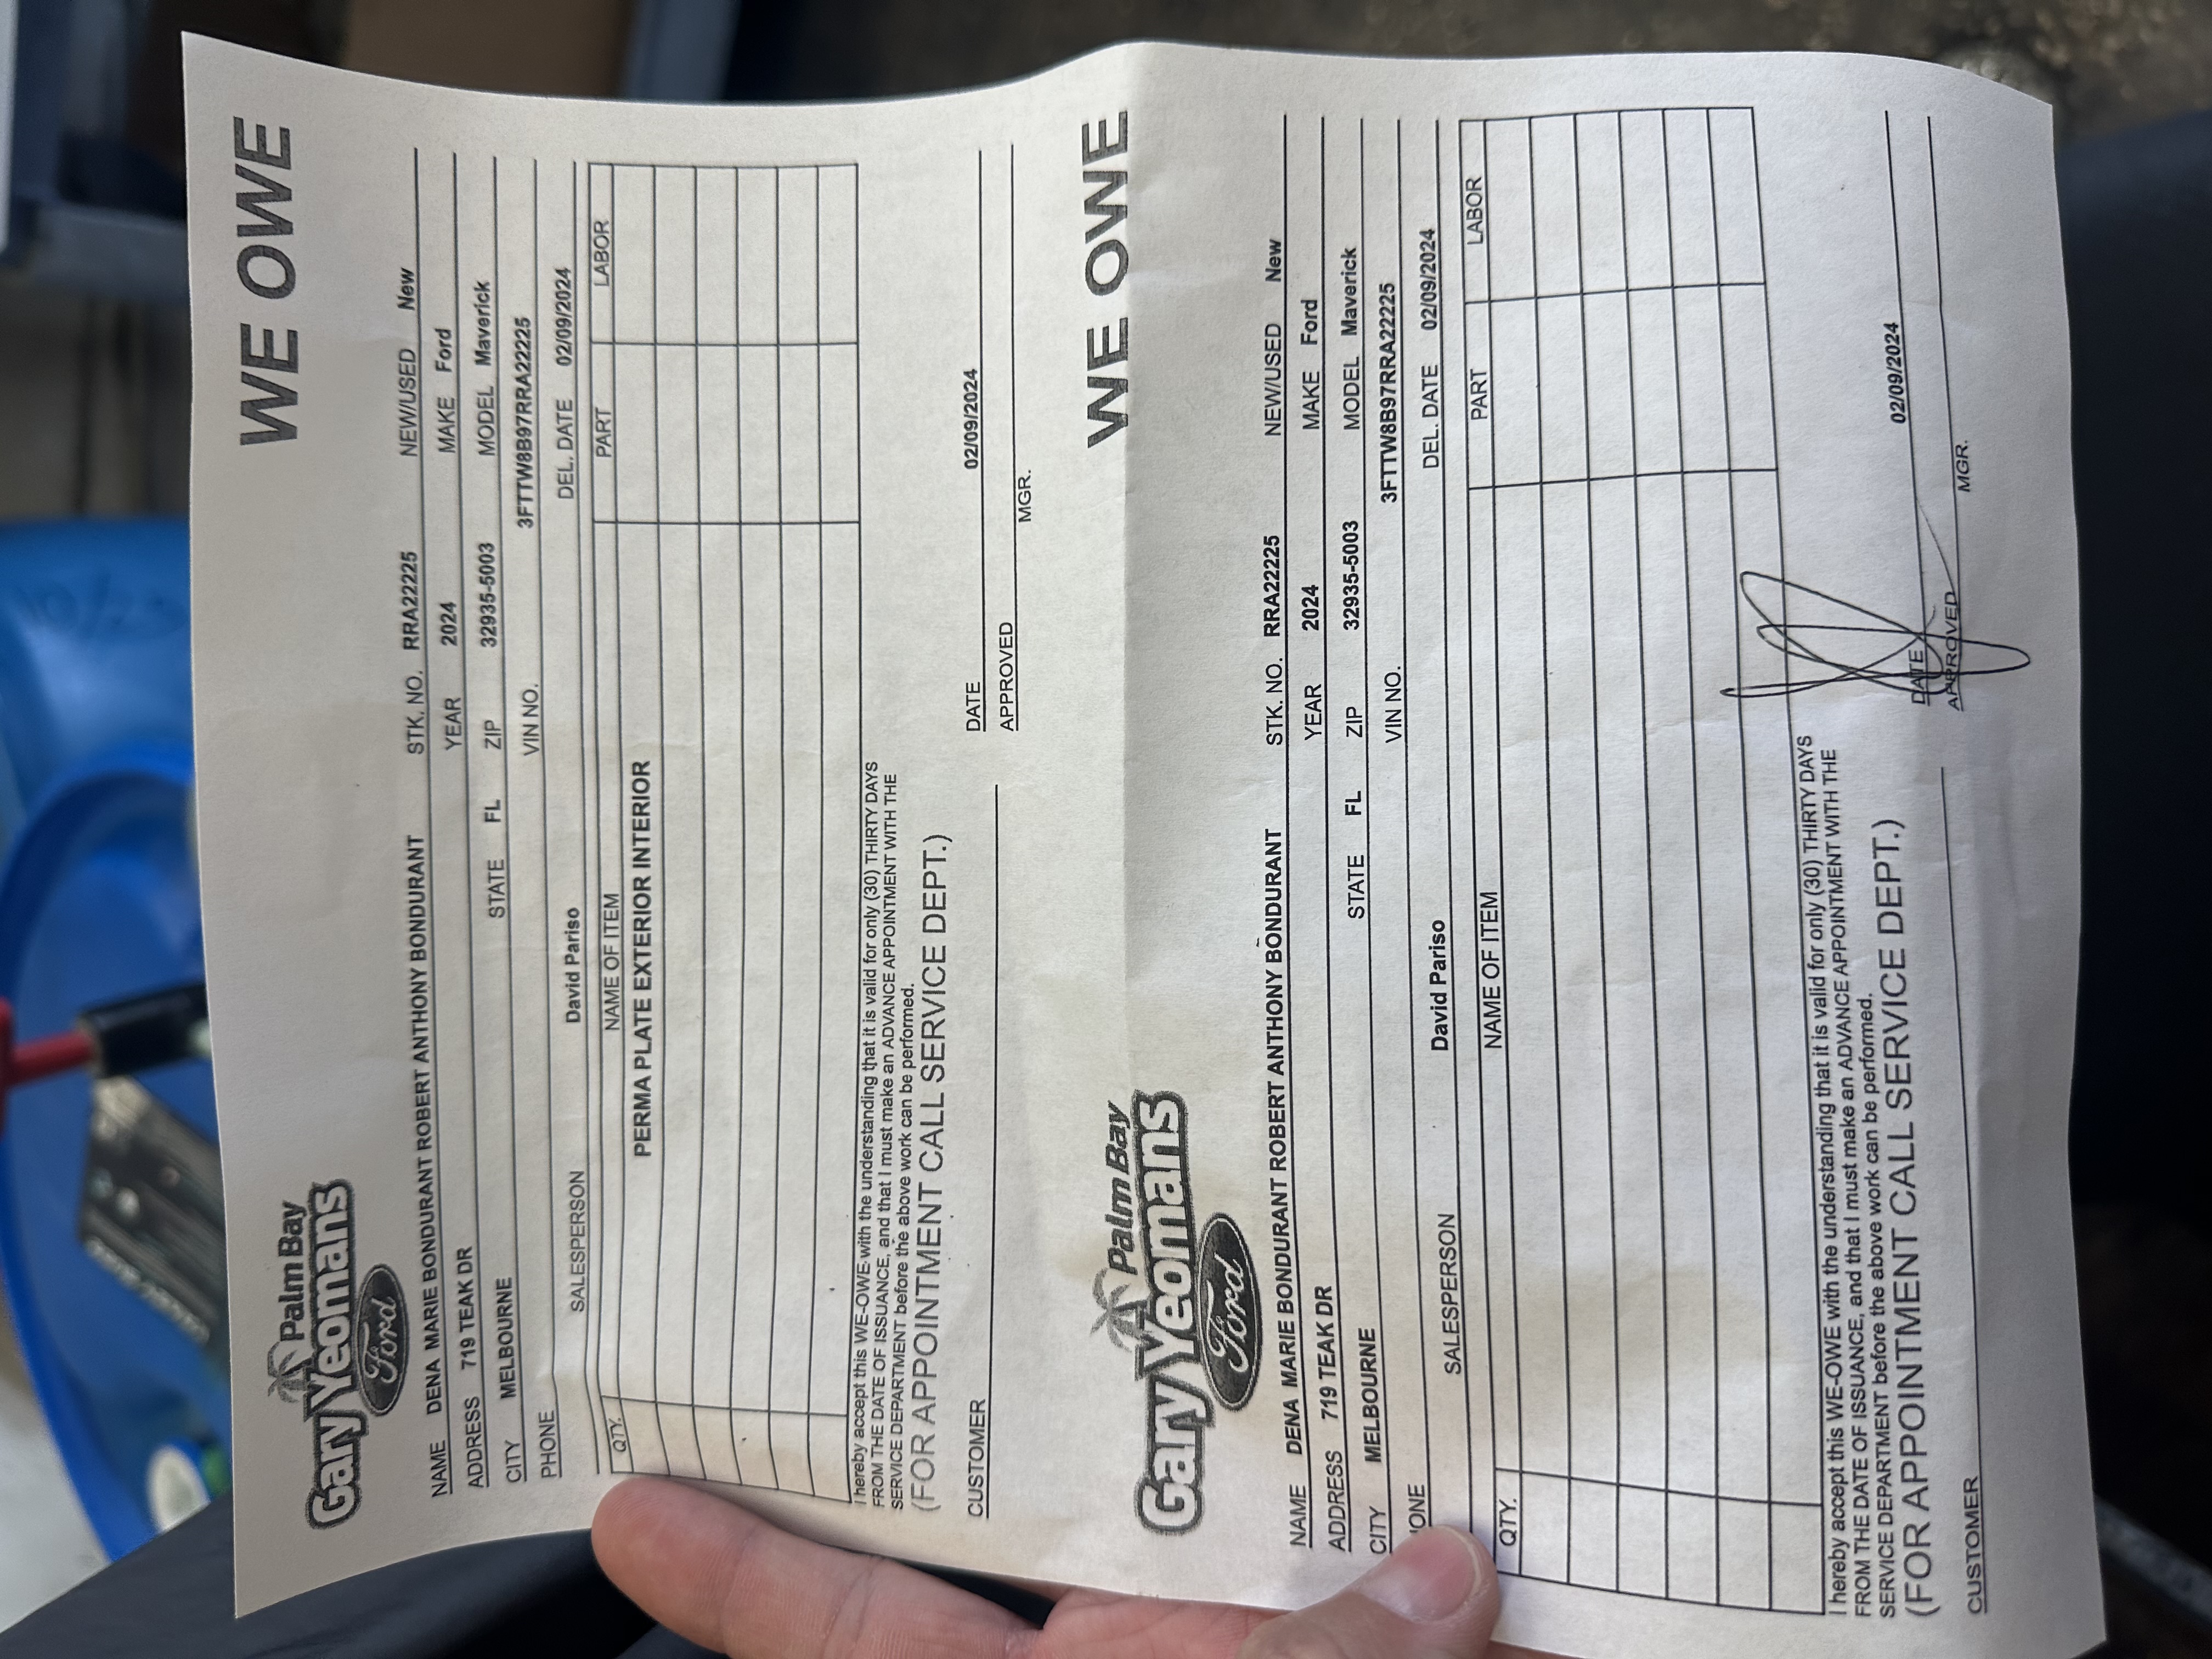 Palm Bay
Gary Yeomans
Ford
WE OWE
NAME DENA MARIE BONDURANT ROBERT ANTHONY BONDURANT STK. NO. RRA22225 NEW/USED New
ADDRESS 719 TEAK DR YEAR 2024 MAKE Ford
CITY MELBOURNE STATE FL ZIP 32935-5003 MODEL Maverick
PHONE VIN NO. 3FTTW8B97RRA22225
SALESPERSON David Pariso DEL. DATE 02/09/2024
QTY. NAME OF ITEM PART LABOR
PERMA PLATE EXTERIOR INTERIOR
I hereby accept this WE-OWE with the understanding that it is valid for only (30) THIRTY DAYS
FROM THE DATE OF ISSUANCE, and that I must make an ADVANCE APPOINTMENT WITH THE
SERVICE DEPARTMENT before the above work can be performed.
(FOR APPOINTMENT CALL SERVICE DEPT.)
CUSTOMER DATE 02/09/2024
APPROVED MGR.
WE OWE
Palm Bay
Gary Yeomans
Ford
NAME DENA MARIE BONDURANT ROBERT ANTHONY BONDURANT STK. NO. RRA22225 NEW/USED New
ADDRESS 719 TEAK DR YEAR 2024 MAKE Ford
CITY MELBOURNE STATE FL ZIP 32935-5003 MODEL Maverick
VIN NO. 3FTTW8B97RRA22225
SALESPERSON David Pariso DEL. DATE 02/09/2024
QTY. NAME OF ITEM PART LABOR
I hereby accept this WE-OWE with the understanding that it is valid for only (30) THIRTY DAYS
FROM THE DATE OF ISSUANCE, and that I must make an ADVANCE APPOINTMENT WITH THE
SERVICE DEPARTMENT before the above work can be performed.
(FOR APPOINTMENT CALL SERVICE DEPT.)
CUSTOMER DATE 02/09/2024
APPROVED MGR.